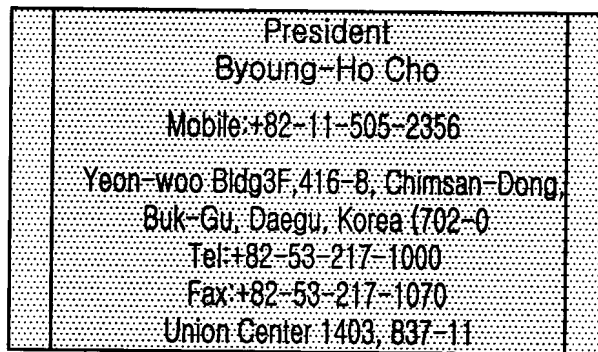 President
Byoung-Ho Cho
Mobile:+82-11-505-2356
Yeon-woo Bldg3F,416-8, Chimsan-Dong,
Buk-Gu, Daegu, Korea (702-0
Tel:+82-53-217-1000
Fax:+82-53-217-1070
Union Center 1403, 837-11